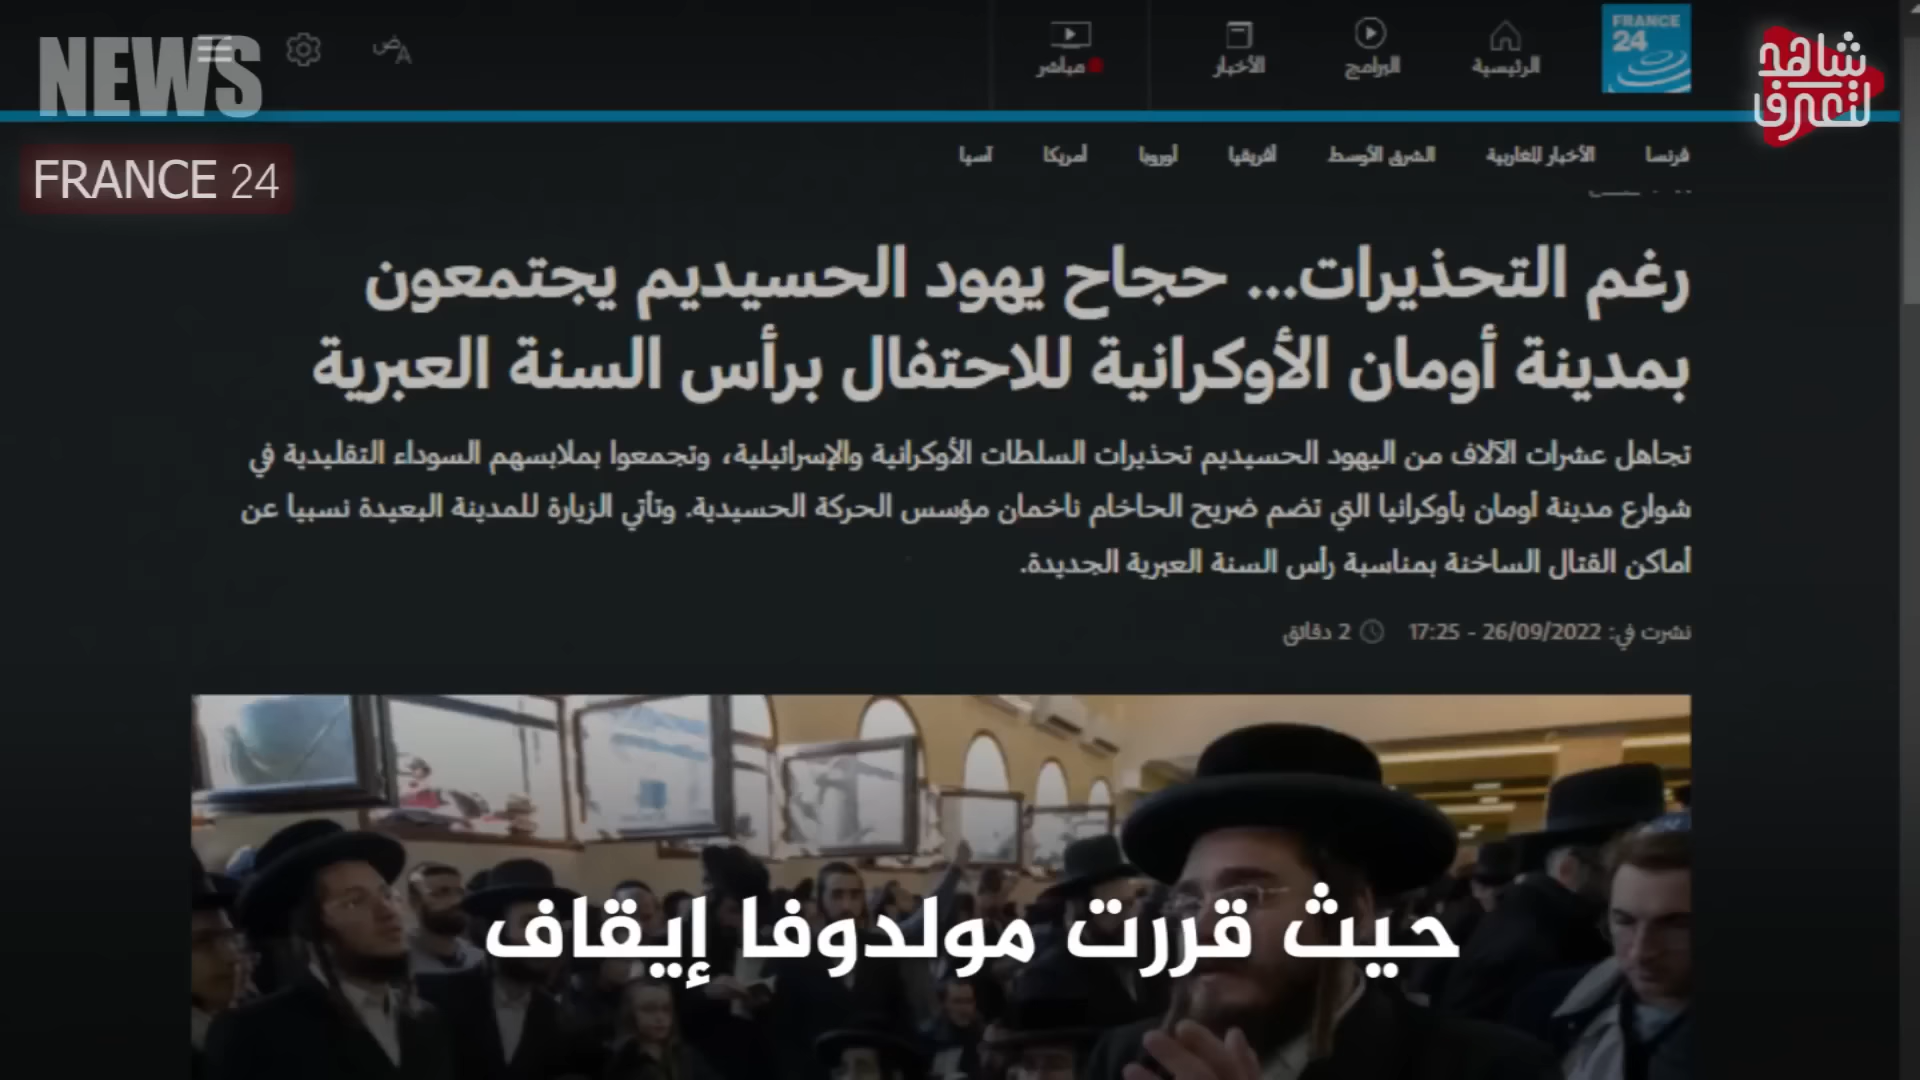 NEWS
FRANCE 24
FRANCE
24
الرئيسية
البرامج
الأخبار
مباشر
ض A
شاهد
لتعرف
فرنسا
الأخبار المغاربية
الشرق الأوسط
أفريقيا
أوروبا
أمريكا
آسيا
رغم التحذيرات... حجاح يهود الحسيديم يجتمعون
بمدينة أومان الأوكرانية للاحتفال برأس السنة العبرية
تجاهل عشرات الآلاف من اليهود الحسيديم تحذيرات السلطات الأوكرانية والإسرائيلية، وتجمعوا بملابسهم السوداء التقليدية في
شوارع مدينة أومان بأوكرانيا التي تضم ضريح الحاخام ناخمان مؤسس الحركة الحسيدية. وتأتي الزيارة للمدينة البعيدة نسبيا عن
أماكن القتال الساخنة بمناسبة رأس السنة العبرية الجديدة.
نشرت في: 26/09/2022 - 17:25
2 دقائق
حيث قررت مولدوفا إيقاف